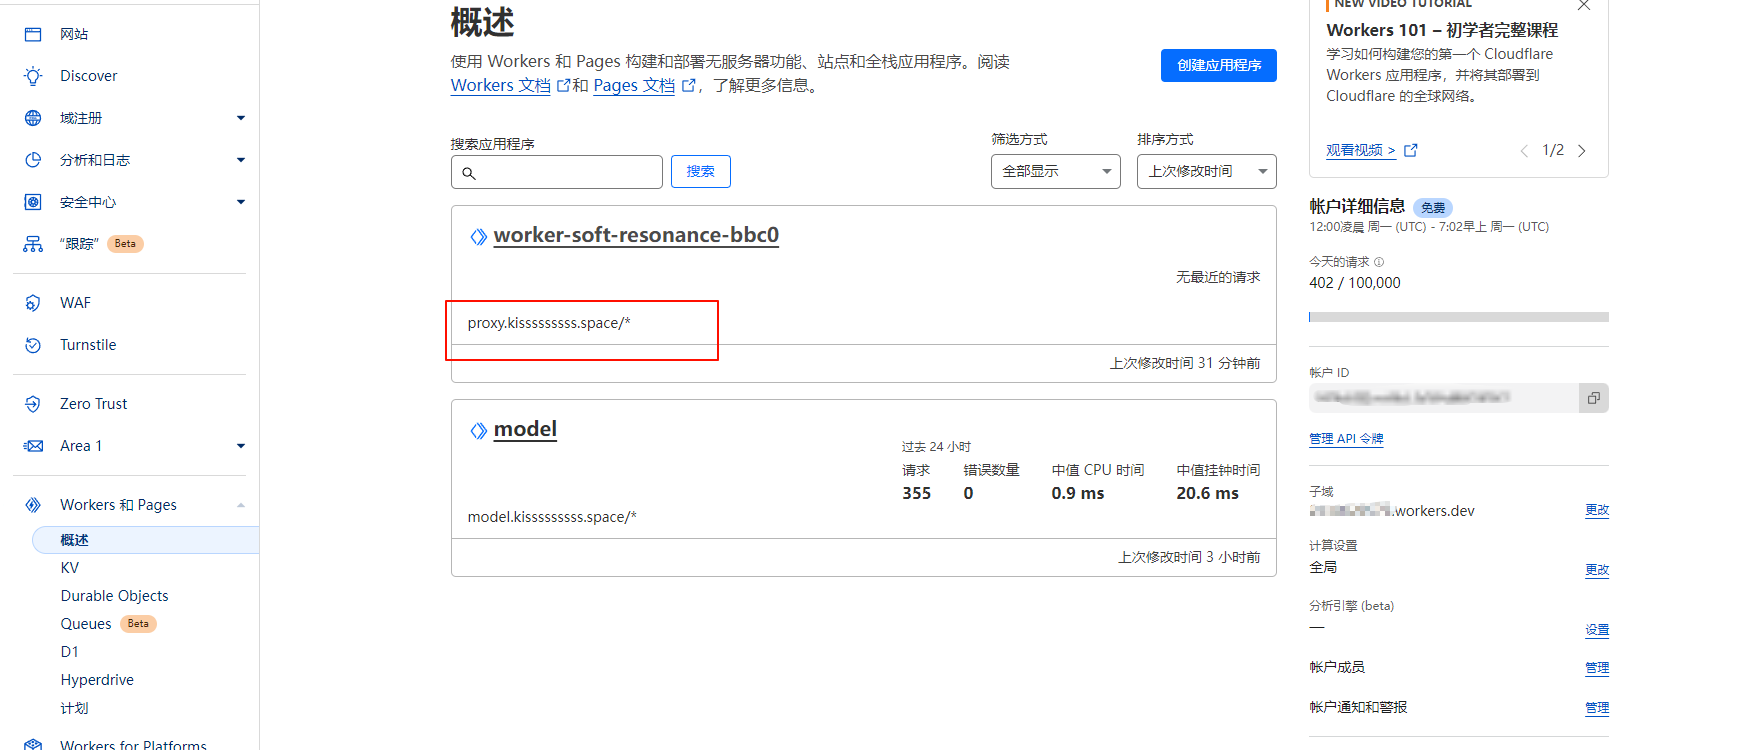 网站
Discover
域注册
分析和日志
安全中心
“跟踪” Beta
WAF
Turnstile
Zero Trust
Area 1
Workers 和 Pages
概述
KV
Durable Objects
Queues Beta
D1
Hyperdrive
计划
Workers for Platforms
概述
使用 Workers 和 Pages 构建和部署无服务器功能、站点和全栈应用程序。阅读
Workers 文档 和 Pages 文档 ，了解更多信息。
创建应用程序
搜索应用程序
搜索
筛选方式
全部显示
排序方式
上次修改时间
worker-soft-resonance-bbc0
无最近的请求
proxy.kisssssssss.space/*
上次修改时间 31 分钟前
model
过去 24 小时
请求 错误数量 中值 CPU 时间 中值挂钟时间
355 0 0.9 ms 20.6 ms
model.kisssssssss.space/*
上次修改时间 3 小时前
NEW VIDEO TUTORIAL
Workers 101 – 初学者完整课程
学习如何构建您的第一个 Cloudflare
Workers 应用程序，并将其部署到
Cloudflare 的全球网络。
观看视频 >
1/2
帐户详细信息 免费
12:00凌晨 周一 (UTC) - 7:02早上 周一 (UTC)
今天的请求
402 / 100,000
帐户 ID
管理 API 令牌
子域
.workers.dev 更改
计算设置
全局 更改
分析引擎 (beta)
— 设置
帐户成员 管理
帐户通知和警报 管理